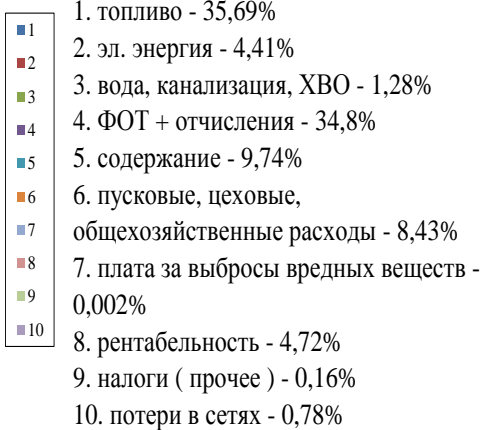 1
2
3
4
5
6
7
8
9
10
1. топливо - 35,69%
2. эл. энергия - 4,41%
3. вода, канализация, ХВО - 1,28%
4. ФОТ + отчисления - 34,8%
5. содержание - 9,74%
6. пусковые, цеховые,
общехозяйственные расходы - 8,43%
7. плата за выбросы вредных веществ -
0,002%
8. рентабельность - 4,72%
9. налоги ( прочее ) - 0,16%
10. потери в сетях - 0,78%